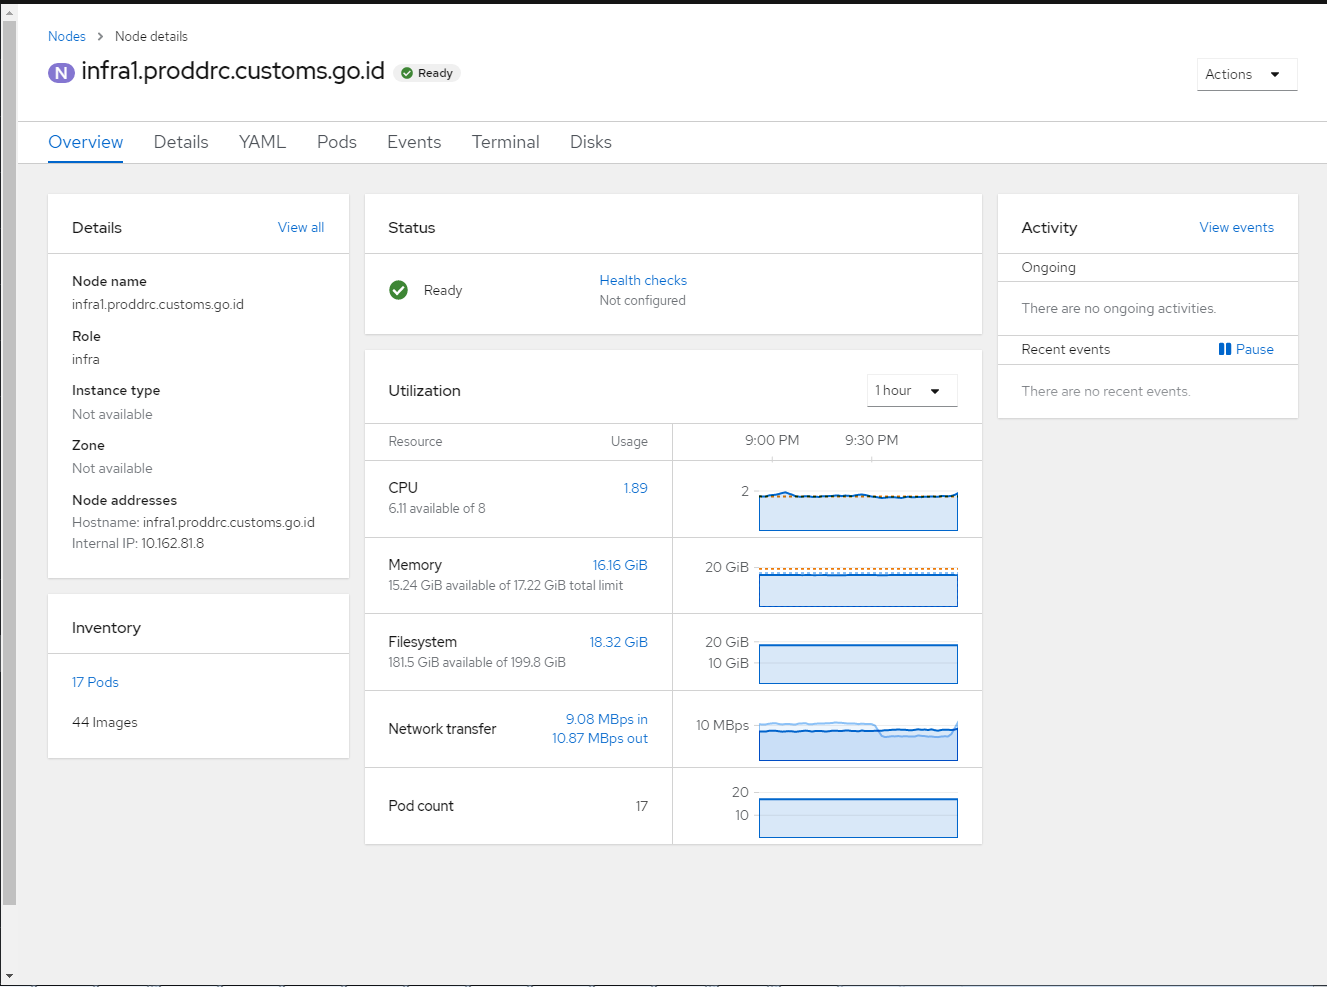 Nodes > Node details
N infra1.proddrc.customs.go.id Ready
Actions
Overview Details YAML Pods Events Terminal Disks
Details View all
Node name
infra1.proddrc.customs.go.id
Role
infra
Instance type
Not available
Zone
Not available
Node addresses
Hostname: infra1.proddrc.customs.go.id
Internal IP: 10.162.81.8
Inventory
17 Pods
44 Images
Status
Ready
Health checks
Not configured
Utilization 1 hour
Resource Usage 9:00 PM 9:30 PM
CPU 1.89
6.11 available of 8
2
Memory 16.16 GiB
15.24 GiB available of 17.22 GiB total limit
20 GiB
Filesystem 18.32 GiB
181.5 GiB available of 199.8 GiB
20 GiB
10 GiB
Network transfer
9.08 MBps in
10.87 MBps out
10 MBps
Pod count 17
20
10
Activity View events
Ongoing
There are no ongoing activities.
Recent events Pause
There are no recent events.